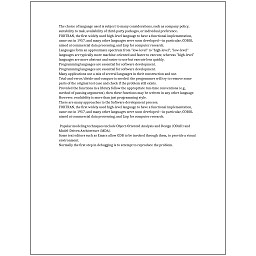 The choice of language used is subject to many considerations, such as company policy,
suitability to task, availability of third-party packages, or individual preference.
FORTRAN, the first widely used high-level language to have a functional implementation,
came out in 1957, and many other languages were soon developed—in particular, COBOL
aimed at commercial data processing, and Lisp for computer research.
Languages form an approximate spectrum from "low-level" to "high-level"; "low-level"
languages are typically more machine-oriented and faster to execute, whereas "high-level"
languages are more abstract and easier to use but execute less quickly.
Programming languages are essential for software development.
Programming languages are essential for software development.
Many applications use a mix of several languages in their construction and use.
Trial-and-error/divide-and-conquer is needed: the programmer will try to remove some
parts of the original test case and check if the problem still exists.
Provided the functions in a library follow the appropriate run-time conventions (e.g.,
method of passing arguments), then these functions may be written in any other language.
However, readability is more than just programming style.
There are many approaches to the Software development process.
FORTRAN, the first widely used high-level language to have a functional implementation,
came out in 1957, and many other languages were soon developed—in particular, COBOL
aimed at commercial data processing, and Lisp for computer research.
Popular modeling techniques include Object-Oriented Analysis and Design (OOAD) and
Model-Driven Architecture (MDA).
Some text editors such as Emacs allow GDB to be invoked through them, to provide a visual
environment.
Normally the first step in debugging is to attempt to reproduce the problem.